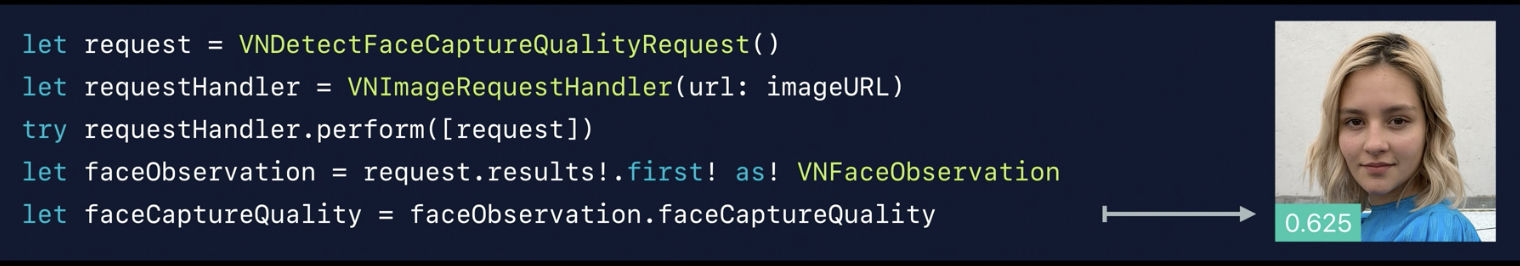 let request = VNDetectFaceCaptureQualityRequest()
let requestHandler = VNImageRequestHandler(url: imageURL)
try requestHandler.perform([request])
let faceObservation = request.results!.first! as! VNFaceObservation
let faceCaptureQuality = faceObservation.faceCaptureQuality
0.625